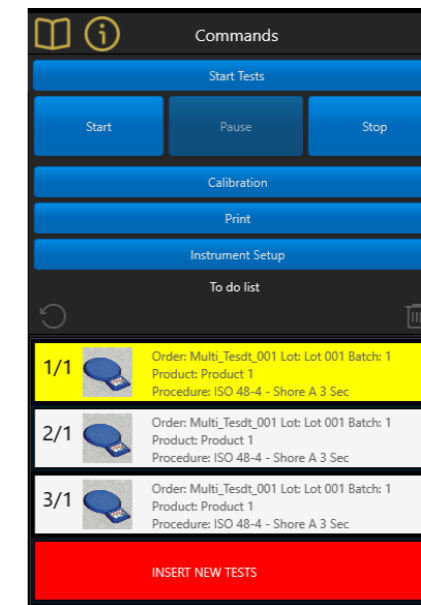 Commands
Start Tests
Start Pause Stop
Calibration
Print
Instrument Setup
To do list
1/1
Order: Multi_Tesdt_001 Lot: Lot 001 Batch: 1
Product: Product 1
Procedure: ISO 48-4 - Shore A 3 Sec
2/1
Order: Multi_Tesdt_001 Lot: Lot 001 Batch: 1
Product: Product 1
Procedure: ISO 48-4 - Shore A 3 Sec
3/1
Order: Multi_Tesdt_001 Lot: Lot 001 Batch: 1
Product: Product 1
Procedure: ISO 48-4 - Shore A 3 Sec
INSERT NEW TESTS